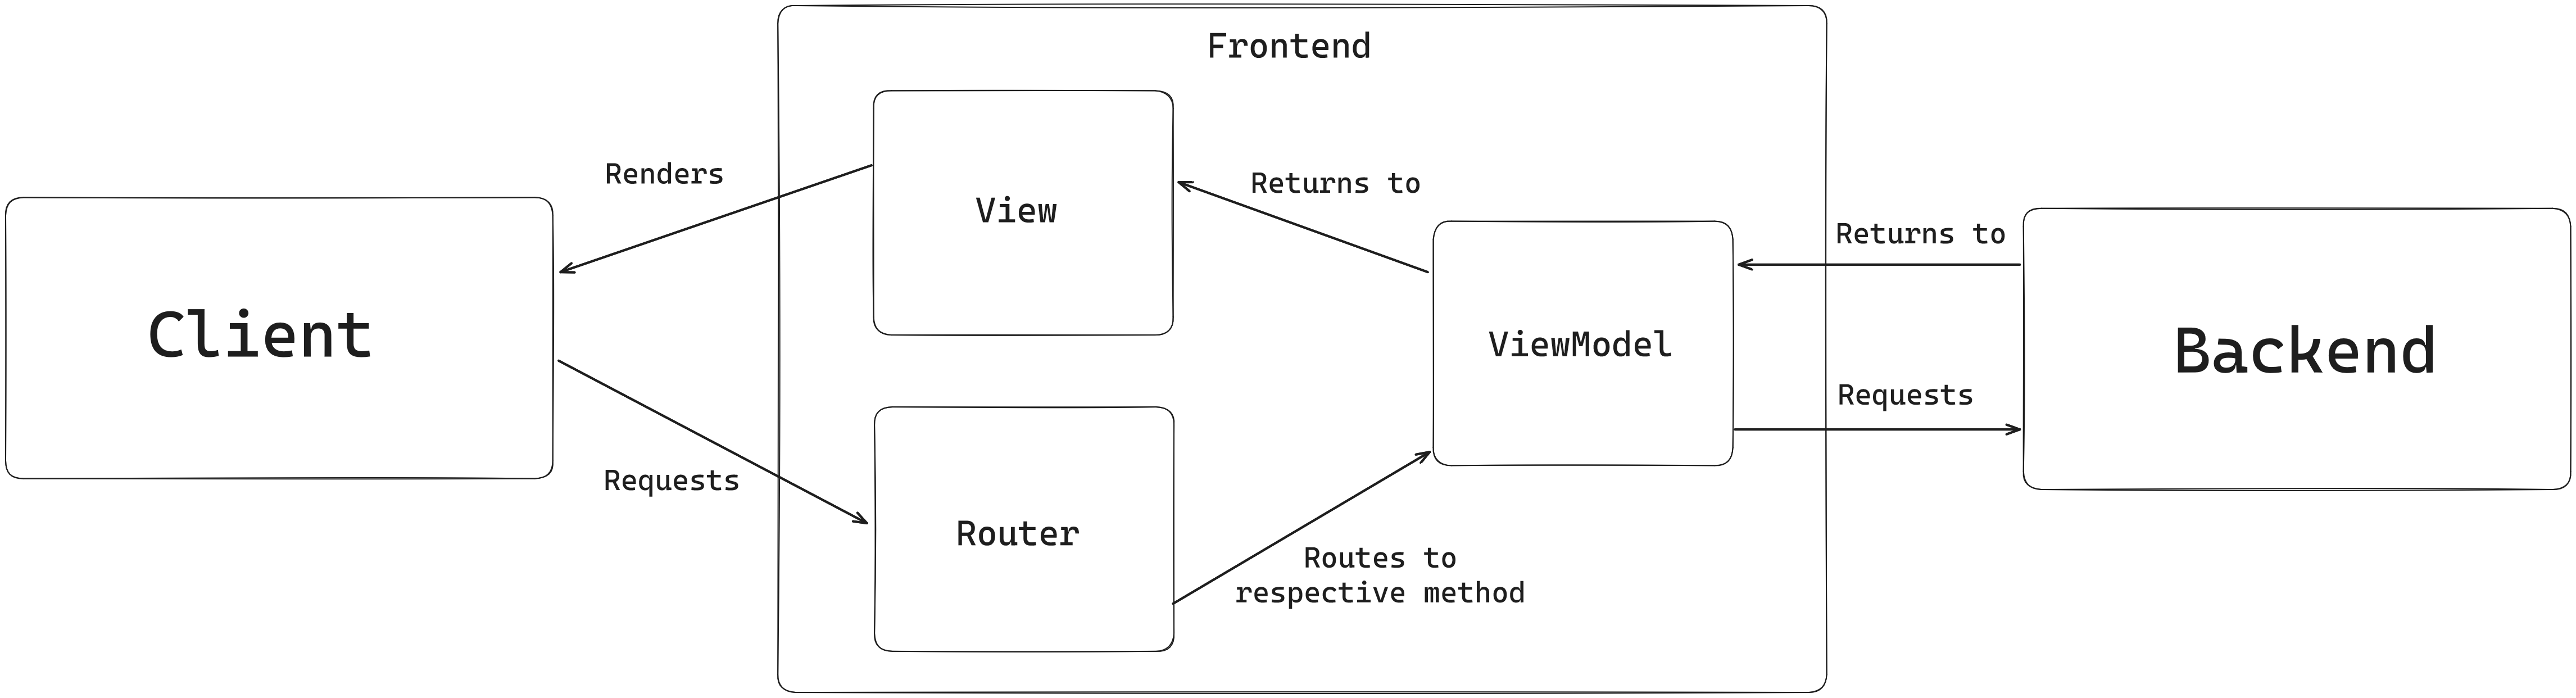 Frontend
Renders
View
Returns to
Returns to
Client
ViewModel
Backend
Requests
Requests
Router
Routes to
respective method